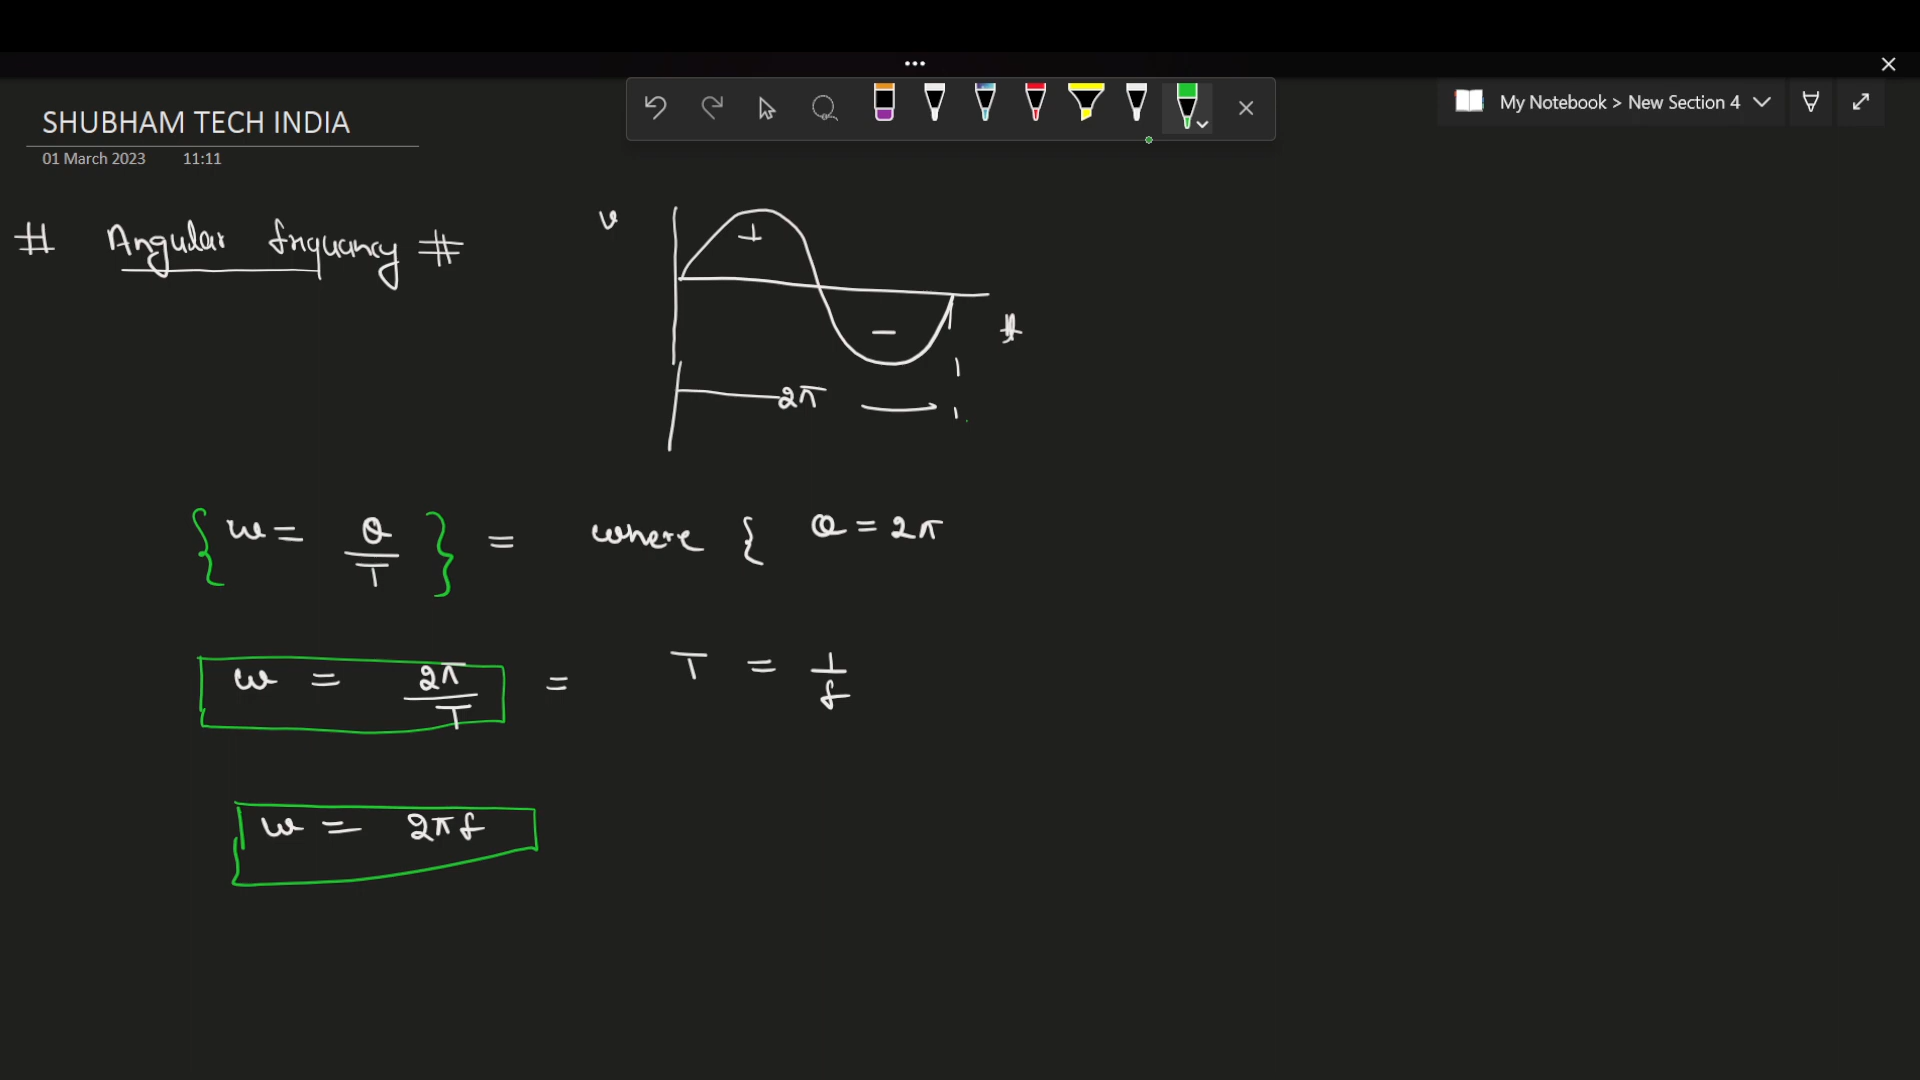 SHUBHAM TECH INDIA
01 March 2023 11:11
My Notebook > New Section 4
# Angular frquancy #
v
+
−
t
2π
{ w = θ/T } = where { θ = 2π
w = 2π/T = T = 1/f
w = 2πf